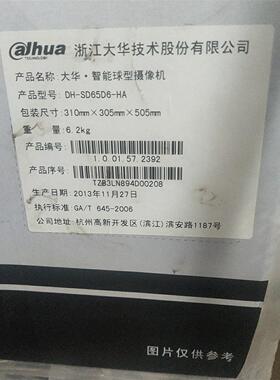 alhua
TECHNOLOGY
浙江大华技术股份有限公司
产品名称：大华·智能球型摄像机
产品型号：DH-SD65D6-HA
包装尺寸：310mm×305mm×505mm
重量：6.2kg
产品编号：
1.0.01.57.2392
产品序号：
TZB3LN894D00208
生产日期：2013年11月27日
执行标准：GA/T 645-2006
公司地址：杭州高新开发区(滨江)滨安路1187号
图片仅供参考